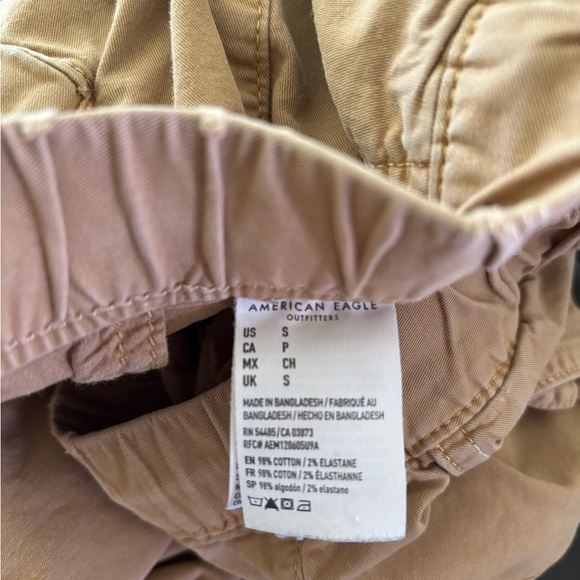 AMERICAN EAGLE
OUTFITTERS
US S
CA P
MX CH
UK S
MADE IN BANGLADESH / FABRIQUÉ AU
BANGLADESH / HECHO EN BANGLADESH
RN 54485/CA 03873
RFC# AEM120605U9A
EN 98% COTTON / 2% ELASTANE
FR 98% COTON / 2% ÉLASTHANNE
SP 98% algodón / 2% elastano